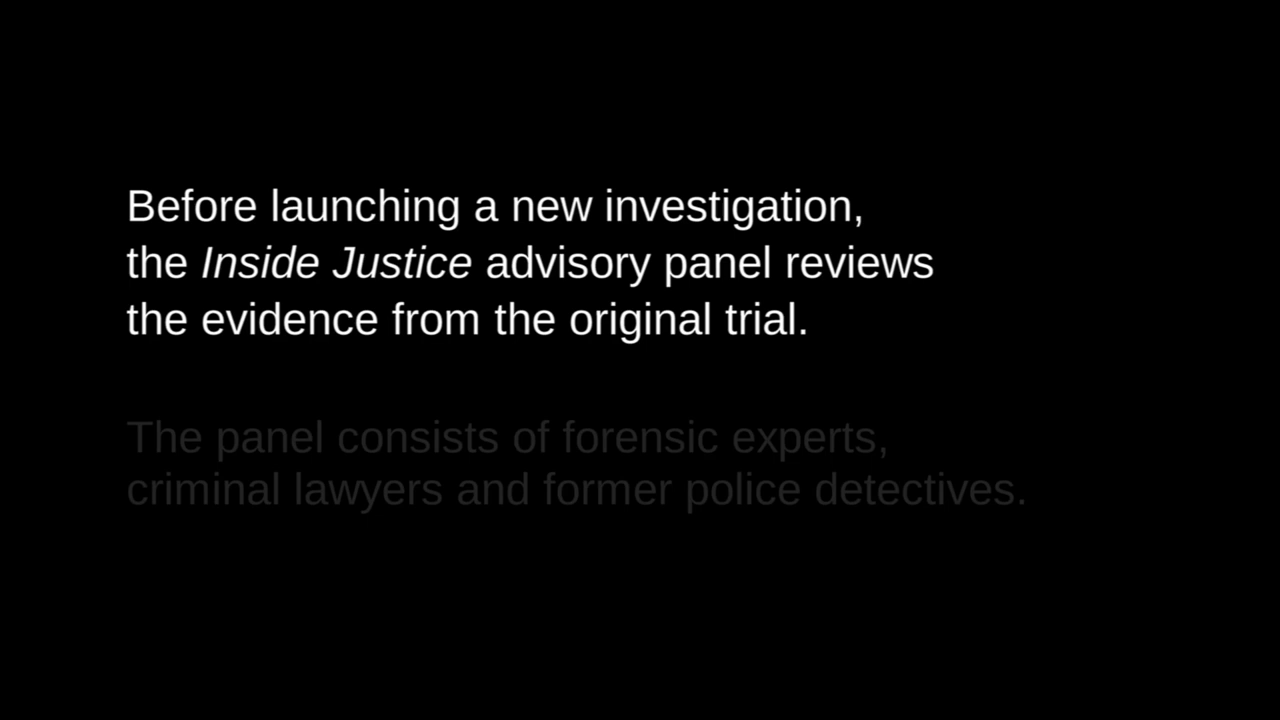 Before launching a new investigation,
the Inside Justice advisory panel reviews
the evidence from the original trial.
The panel consists of forensic experts,
criminal lawyers and former police detectives.